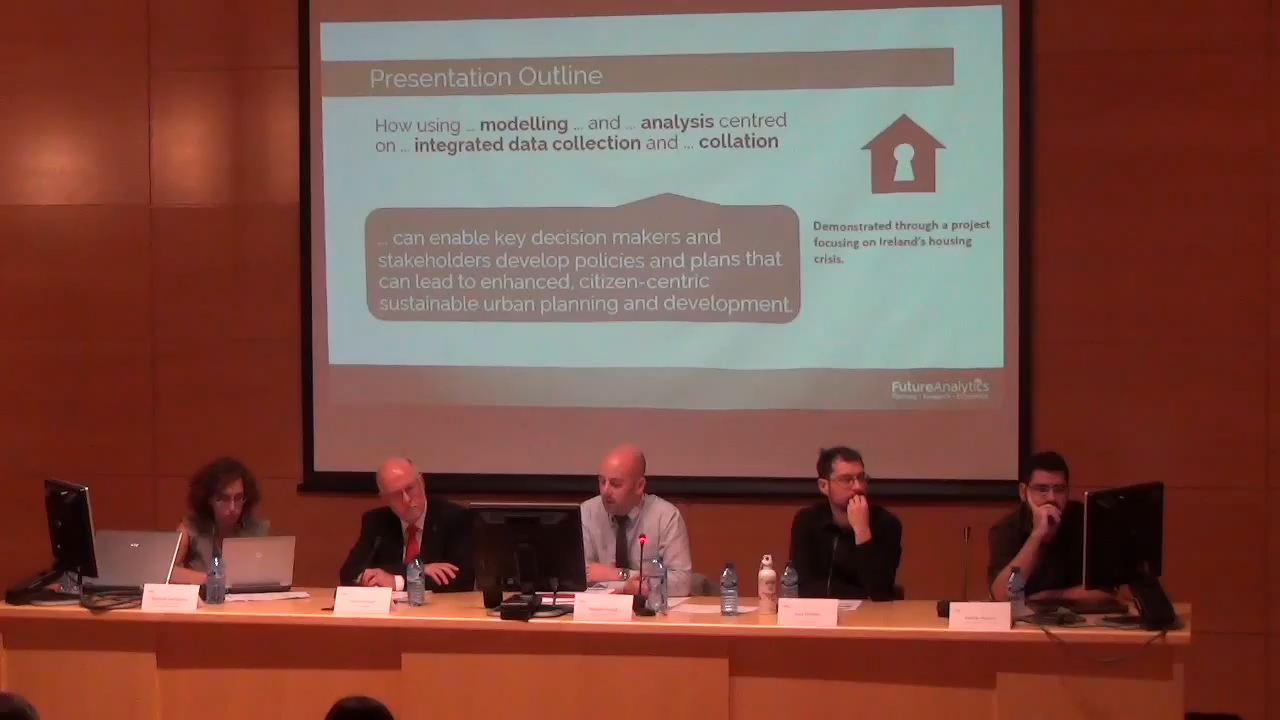 Presentation Outline
How using ... modelling ... and ... analysis centred
on ... integrated data collection and ... collation
... can enable key decision makers and
stakeholders develop policies and plans that
can lead to enhanced, citizen-centric
sustainable urban planning and development.
Demonstrated through a project
focusing on Ireland's housing
crisis.
FutureAnalytics